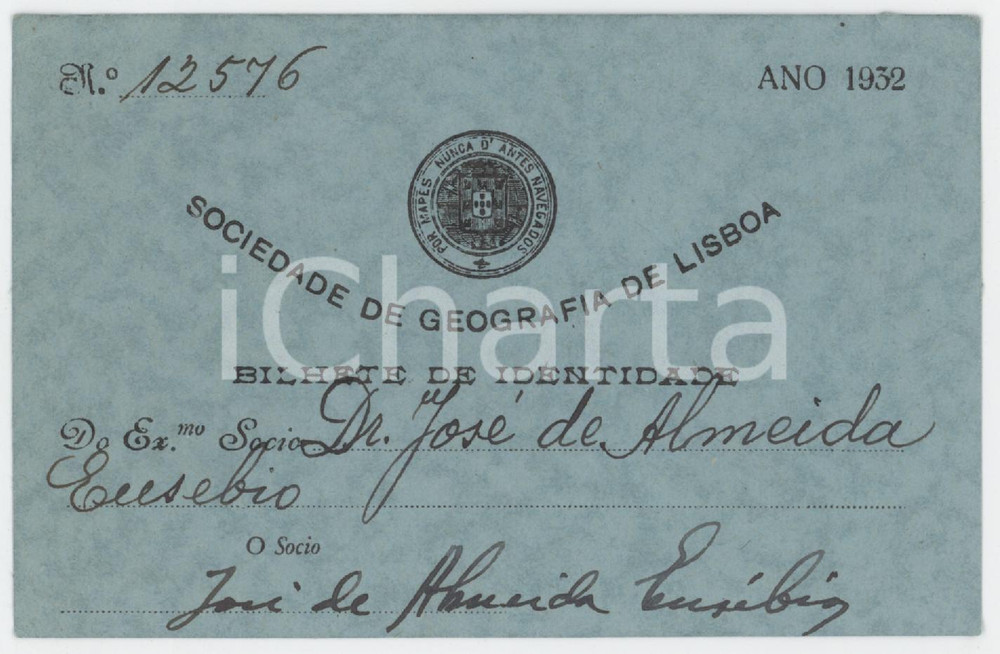 N.º 12576
ANO 1932
POR MARES NUNCA D'ANTES NAVEGADOS
SOCIEDADE DE GEOGRAFIA DE LISBOA
iCharta
BILHETE DE IDENTIDADE
Do Ex.mo Socio Dr. José de Almeida
Eusebio
O Socio
José de Almeida Eusébio